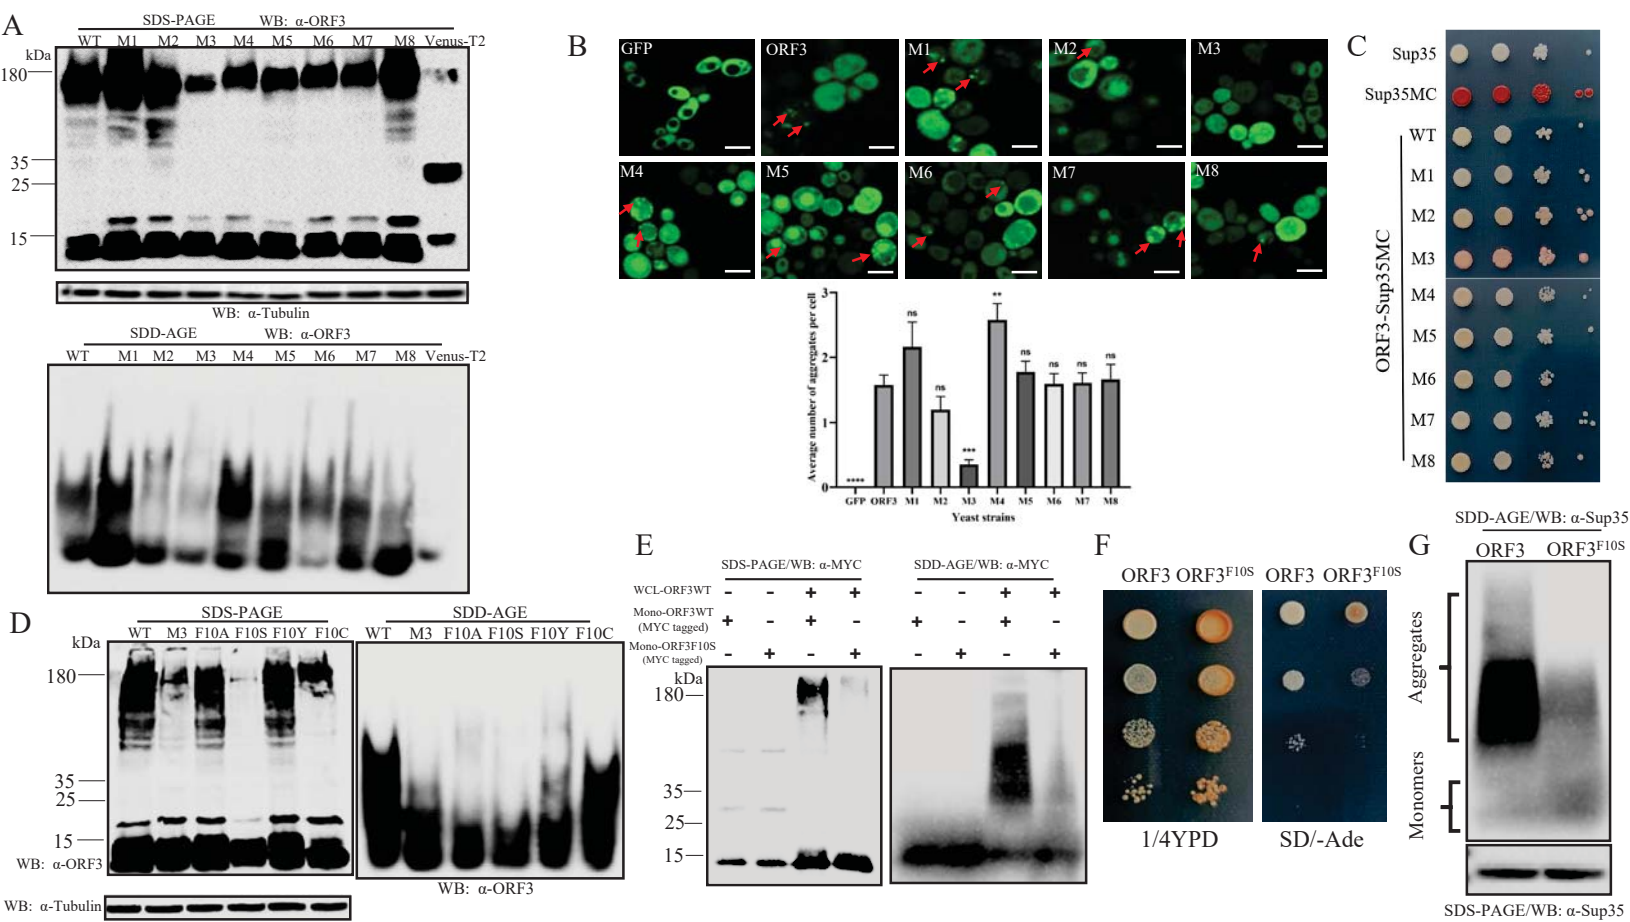 A
SDS-PAGE WB: α-ORF3
WT M1 M2 M3 M4 M5 M6 M7 M8 Venus-T2
kDa
180
35
25
15
WB: α-Tubulin
SDD-AGE WB: α-ORF3
WT M1 M2 M3 M4 M5 M6 M7 M8 Venus-T2
B
GFP ORF3 M1 M2 M3
M4 M5 M6 M7 M8
Average number of aggregates per cell
3
2
1
0
**** ns ns *** ** ns ns ns ns
GFP ORF3 M1 M2 M3 M4 M5 M6 M7 M8
Yeast strains
C
Sup35
Sup35MC
ORF3-Sup35MC
WT
M1
M2
M3
M4
M5
M6
M7
M8
D
SDS-PAGE
WT M3 F10A F10S F10Y F10C
kDa
180
35
25
15
WB: α-ORF3
WB: α-Tubulin
SDD-AGE
WT M3 F10A F10S F10Y F10C
WB: α-ORF3
E
SDS-PAGE/WB: α-MYC SDD-AGE/WB: α-MYC
WCL-ORF3WT - - + + - - + +
Mono-ORF3WT
(MYC tagged) + - + - + - + -
Mono-ORF3F10S
(MYC tagged) - + - + - + - +
kDa
180
35
25
15
F
ORF3 ORF3F10S ORF3 ORF3F10S
1/4YPD SD/-Ade
G
SDD-AGE/WB: α-Sup35
ORF3 ORF3F10S
Aggregates
Monomers
SDS-PAGE/WB: α-Sup35